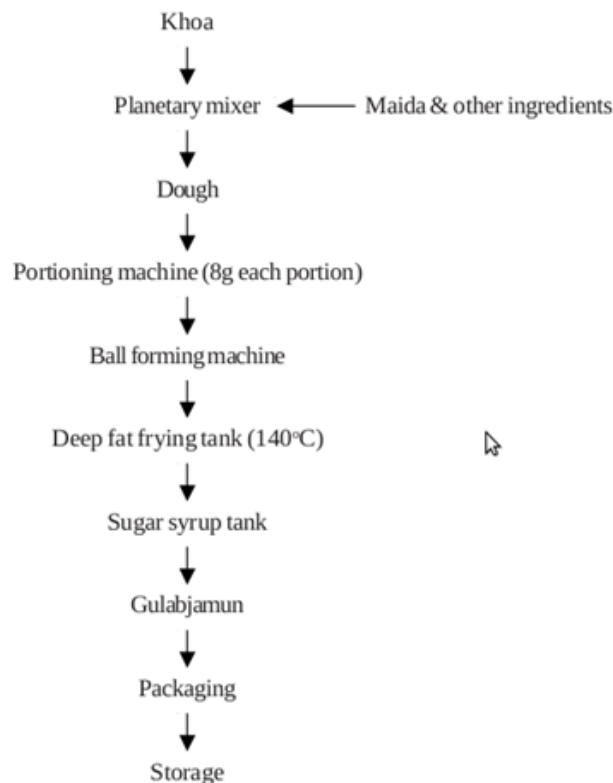 Khoa
Planetary mixer
Maida & other ingredients
Dough
Portioning machine (8g each portion)
Ball forming machine
Deep fat frying tank (140°C)
Sugar syrup tank
Gulabjamun
Packaging
Storage